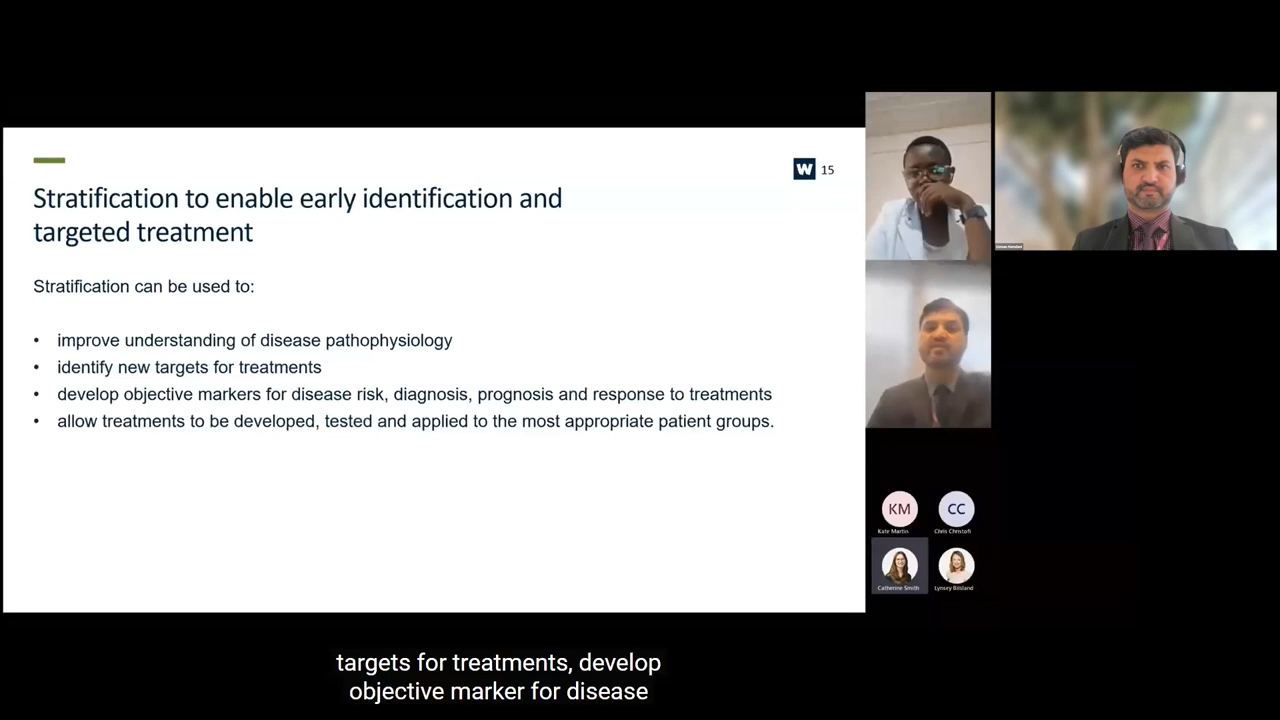 W 15
Stratification to enable early identification and
targeted treatment
Stratification can be used to:
• improve understanding of disease pathophysiology
• identify new targets for treatments
• develop objective markers for disease risk, diagnosis, prognosis and response to treatments
• allow treatments to be developed, tested and applied to the most appropriate patient groups.
KM CC
Kate Martin Chris Christofi
Catherine Smith Lynsey Bilsland
targets for treatments, develop
objective marker for disease